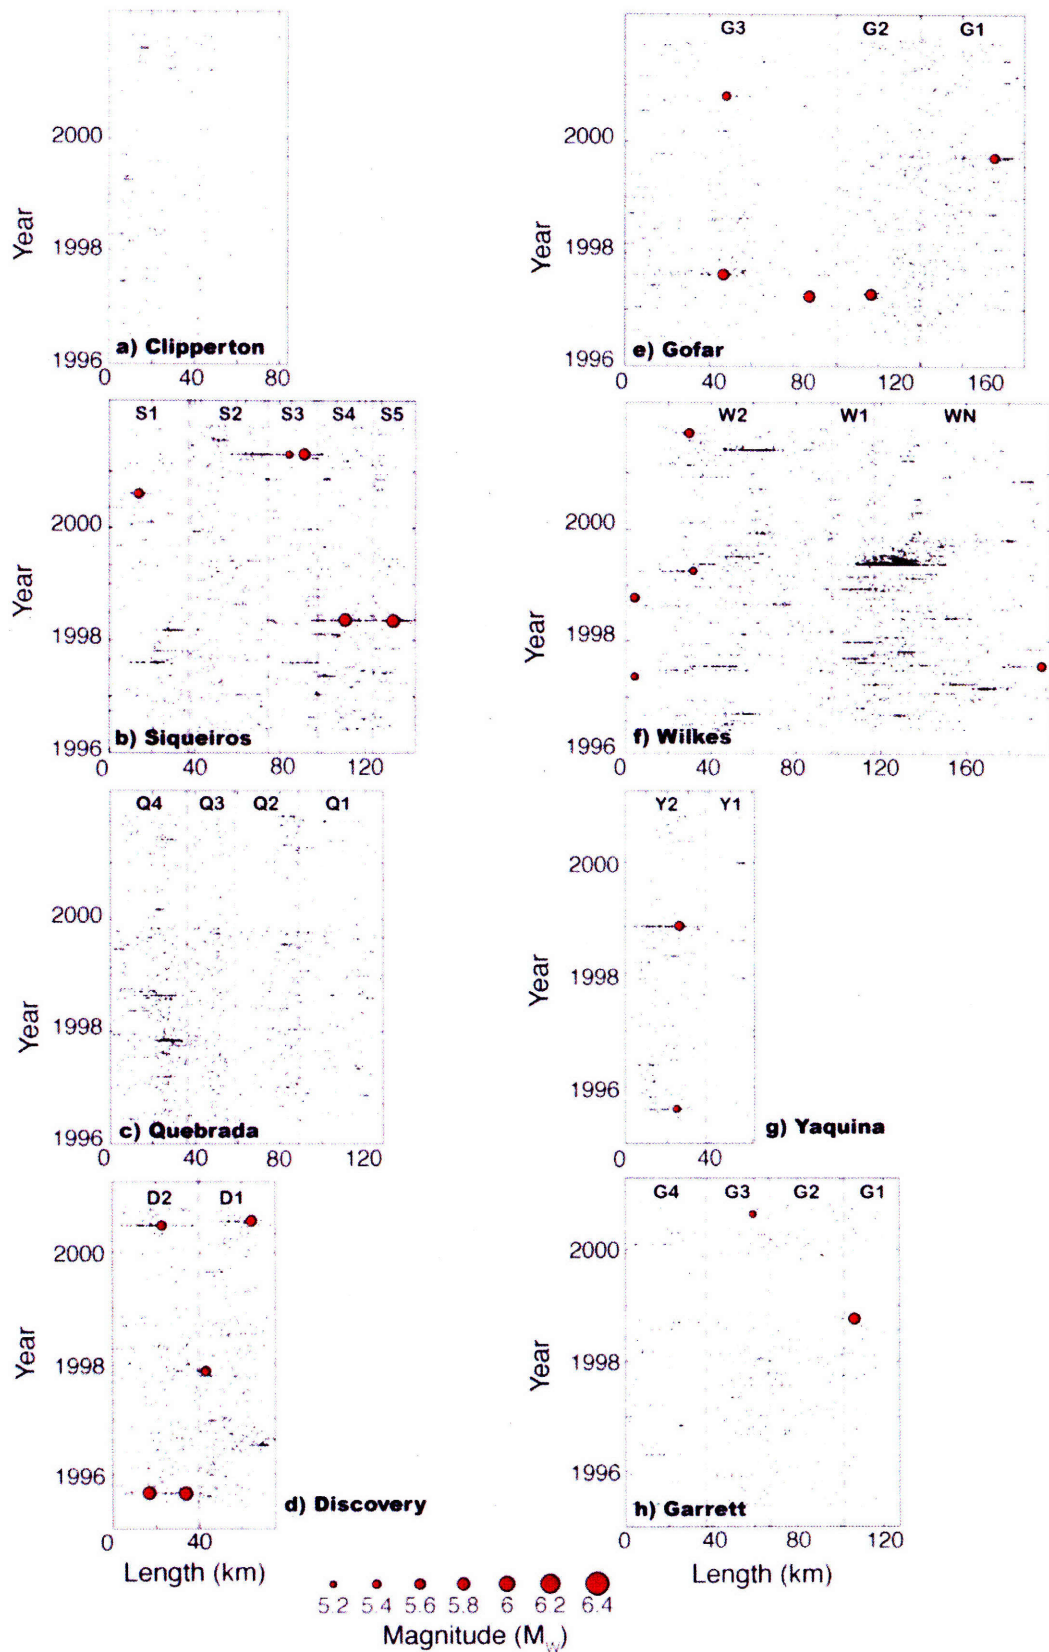 2000
Year
1998
1996
a) Clipperton
0 40 80
G3 G2 G1
2000
Year
1998
1996
e) Gofar
0 40 80 120 160
S1 S2 S3 S4 S5
2000
Year
1998
1996
b) Siqueiros
0 40 80 120
W2 W1 WN
2000
Year
1998
1996
f) Wilkes
0 40 80 120 160
Q4 Q3 Q2 Q1
2000
Year
1998
1996
c) Quebrada
0 40 80 120
Y2 Y1
2000
Year
1998
1996
g) Yaquina
0 40
D2 D1
2000
Year
1998
1996
d) Discovery
0 40
Length (km)
G4 G3 G2 G1
2000
Year
1998
1996
h) Garrett
0 40 80 120
Length (km)
5.2 5.4 5.6 5.8 6 6.2 6.4
Magnitude (Mw)